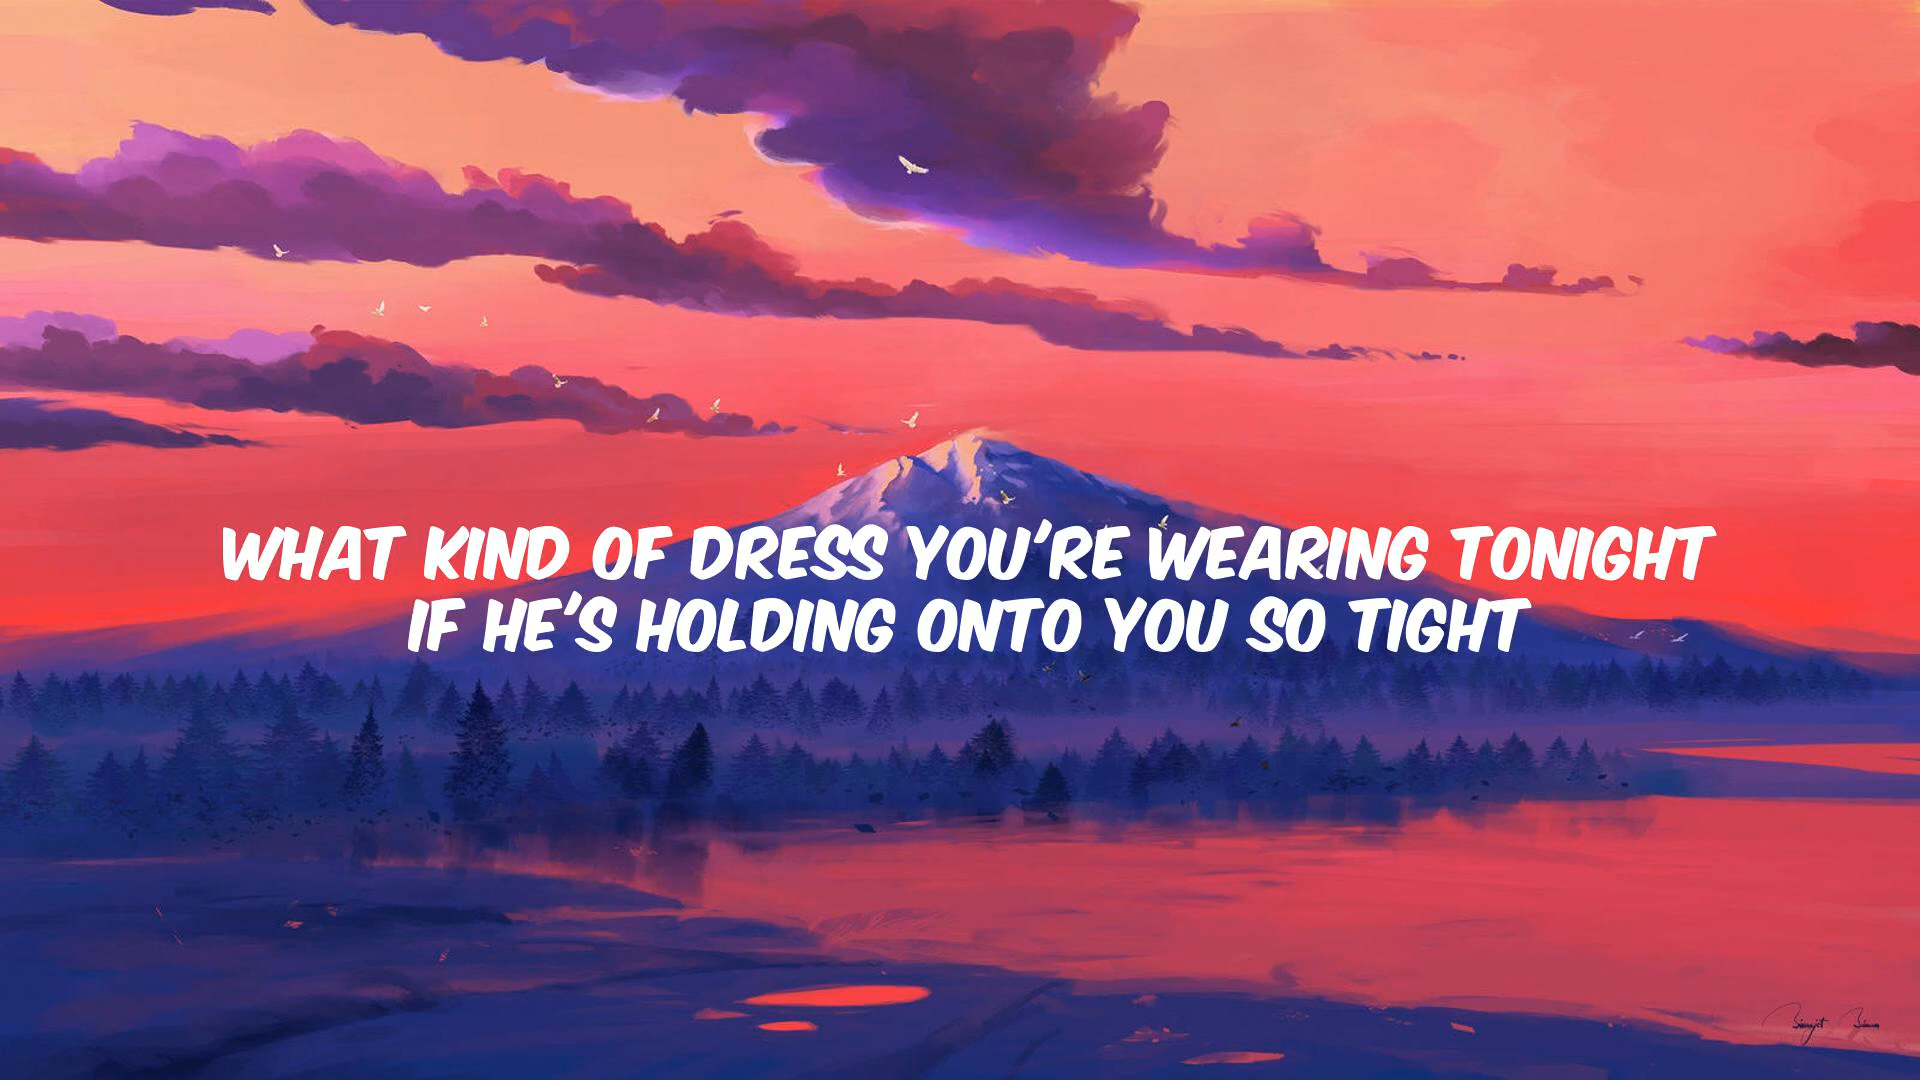 WHAT KIND OF DRESS YOU'RE WEARING TONIGHT
IF HE'S HOLDING ONTO YOU SO TIGHT